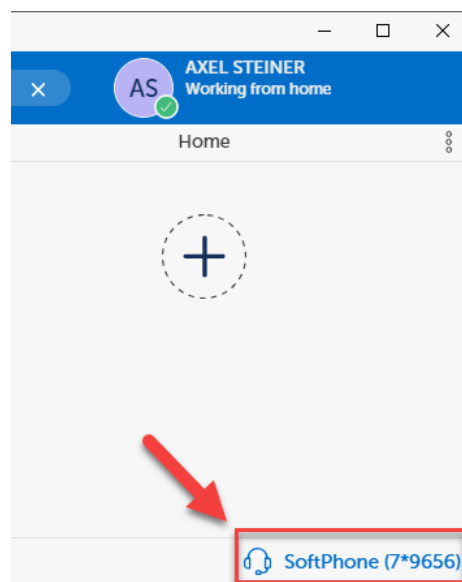 AXEL STEINER
AS
Working from home
Home
SoftPhone (7*9656)